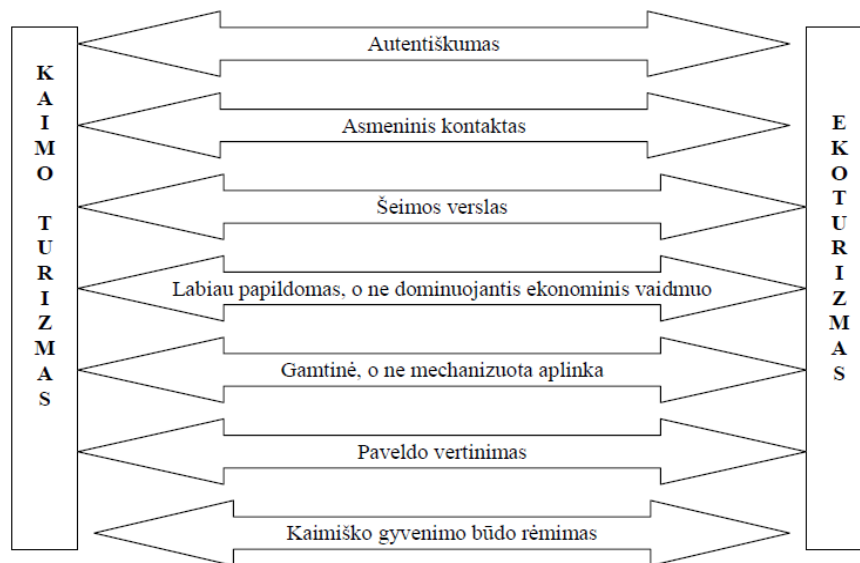 KAIMO TURIZMAS
Autentiškumas
Asmeninis kontaktas
Šeimos verslas
Labiau papildomas, o ne dominuojantis ekonominis vaidmuo
Gamtinė, o ne mechanizuota aplinka
Paveldo vertinimas
Kaimiško gyvenimo būdo rėmimas
EKOTURIZMAS